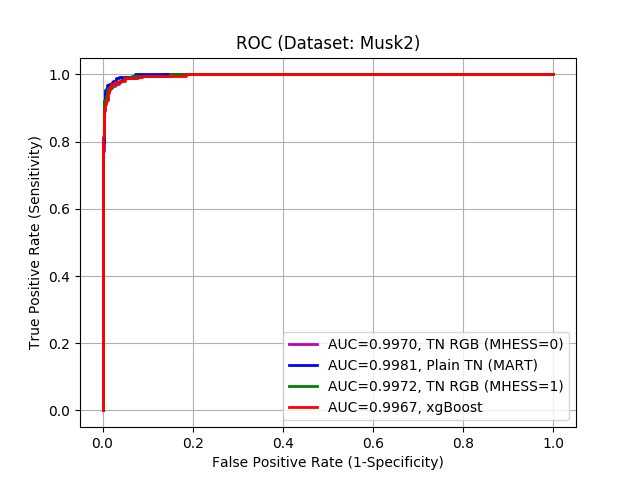 ROC (Dataset: Musk2)
1.0
0.8
0.6
0.4
0.2
0.0
True Positive Rate (Sensitivity)
AUC=0.9970, TN RGB (MHESS=0)
AUC=0.9981, Plain TN (MART)
AUC=0.9972, TN RGB (MHESS=1)
AUC=0.9967, xgBoost
0.0 0.2 0.4 0.6 0.8 1.0
False Positive Rate (1-Specificity)